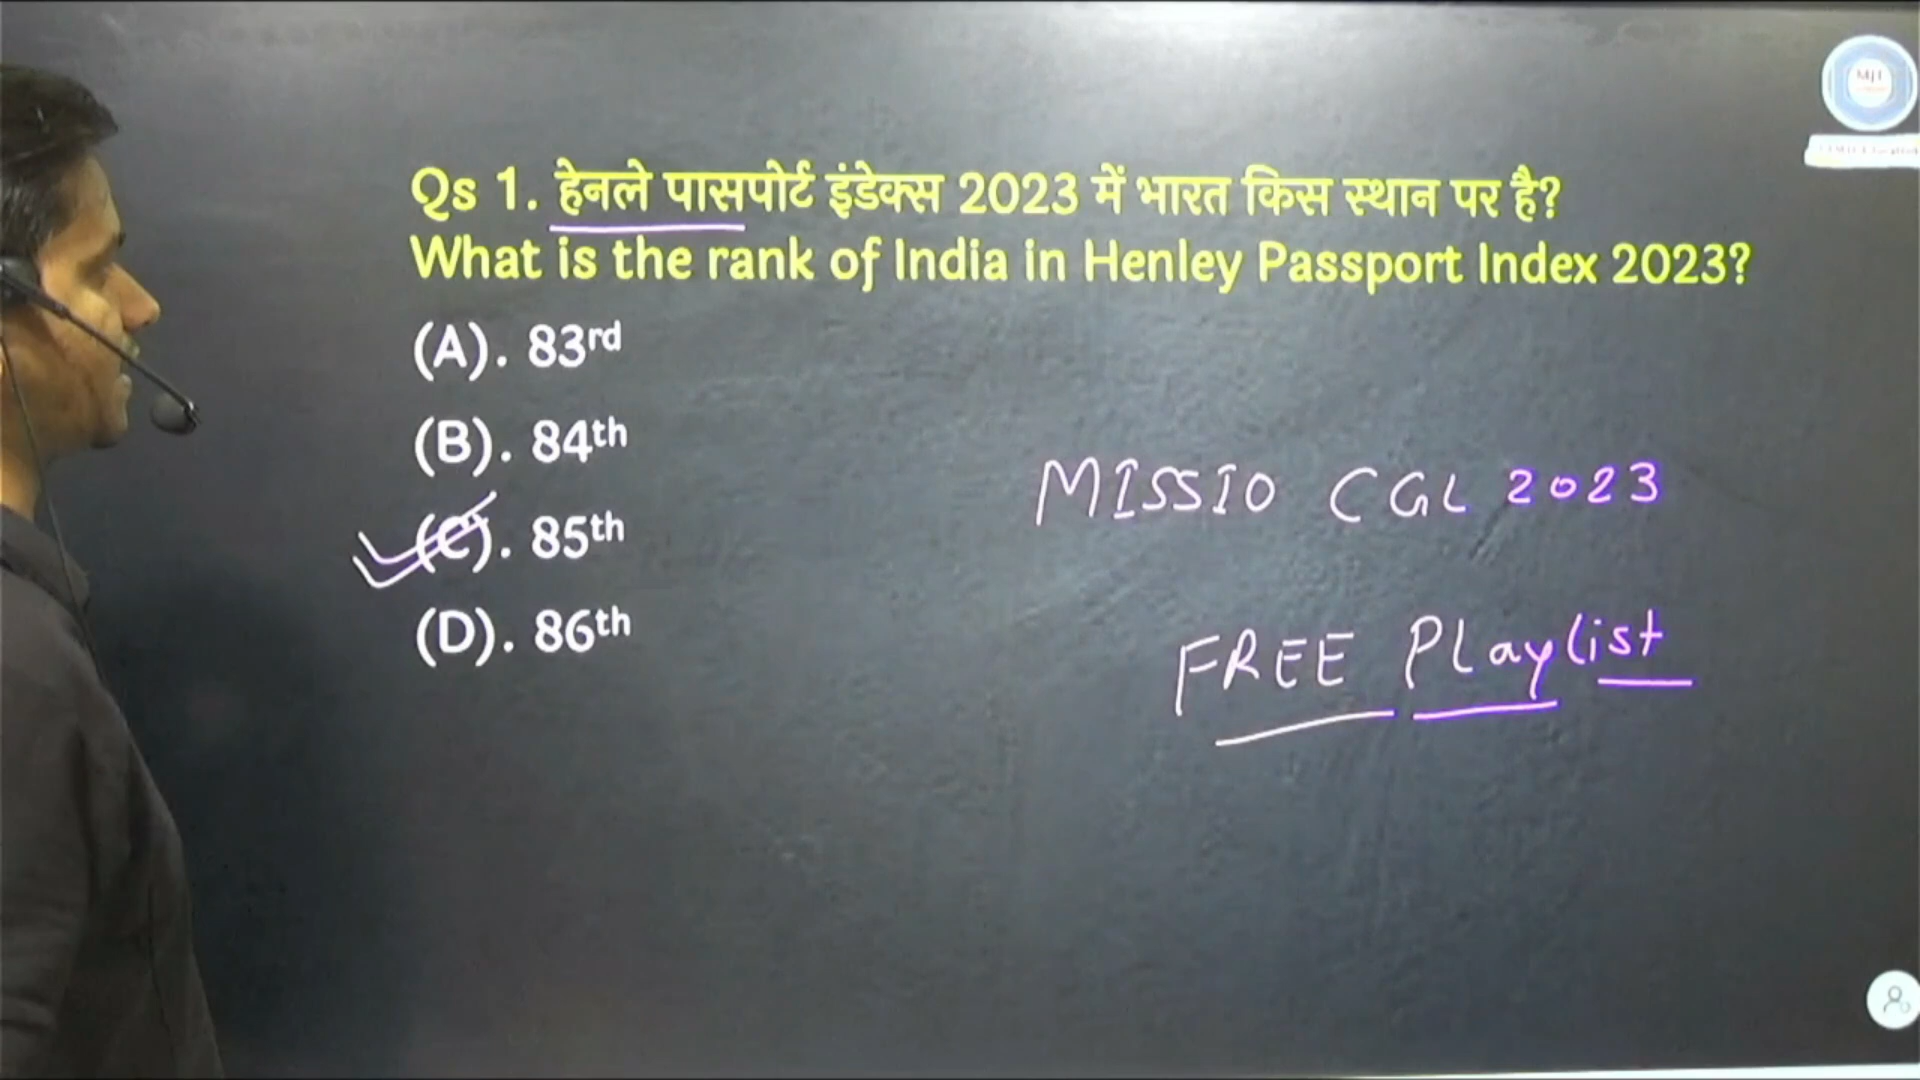 Qs 1. हेनले पासपोर्ट इंडेक्स 2023 में भारत किस स्थान पर है?
What is the rank of India in Henley Passport Index 2023?
(A). 83rd
(B). 84th
(C). 85th
(D). 86th
MISSIO CGL 2023
FREE Playlist